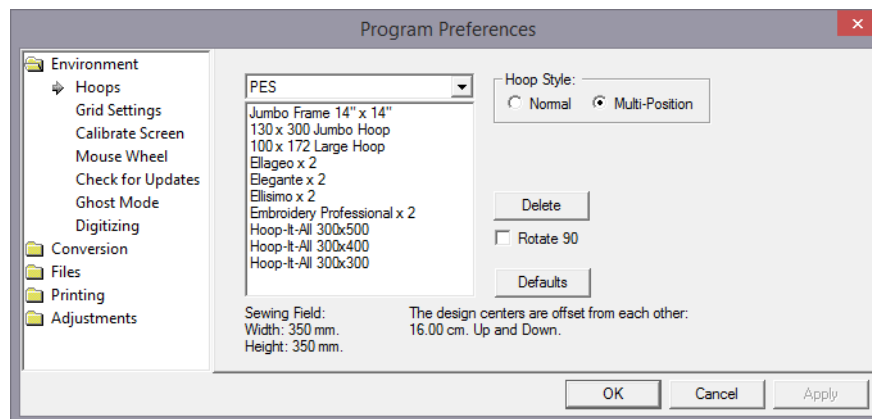 Program Preferences
Environment
Hoops
Grid Settings
Calibrate Screen
Mouse Wheel
Check for Updates
Ghost Mode
Digitizing
Conversion
Files
Printing
Adjustments
PES
Jumbo Frame 14" x 14"
130 x 300 Jumbo Hoop
100 x 172 Large Hoop
Ellageo x 2
Elegante x 2
Ellisimo x 2
Embroidery Professional x 2
Hoop-It-All 300x500
Hoop-It-All 300x400
Hoop-It-All 300x300
Hoop Style:
Normal Multi-Position
Delete
Rotate 90
Defaults
Sewing Field:
Width: 350 mm.
Height: 350 mm.
The design centers are offset from each other:
16.00 cm. Up and Down.
OK Cancel Apply